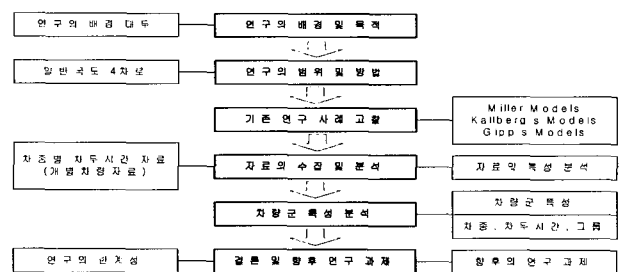 연구의 배경 대두
연구의 배경 및 목적
일반국도 4차로
연구의 범위 및 방법
기존 연구 사례 고찰
Miller Models
Kallberg s Models
Gipp s Models
차종별 차두시간 자료
(개별차량 자료)
자료의 수집 및 분석
자료의 특성 분석
차량군 특성 분석
차량군 특성
차종, 차두시간, 그룹
연구의 한계성
결론 및 향후 연구 과제
향후의 연구 과제